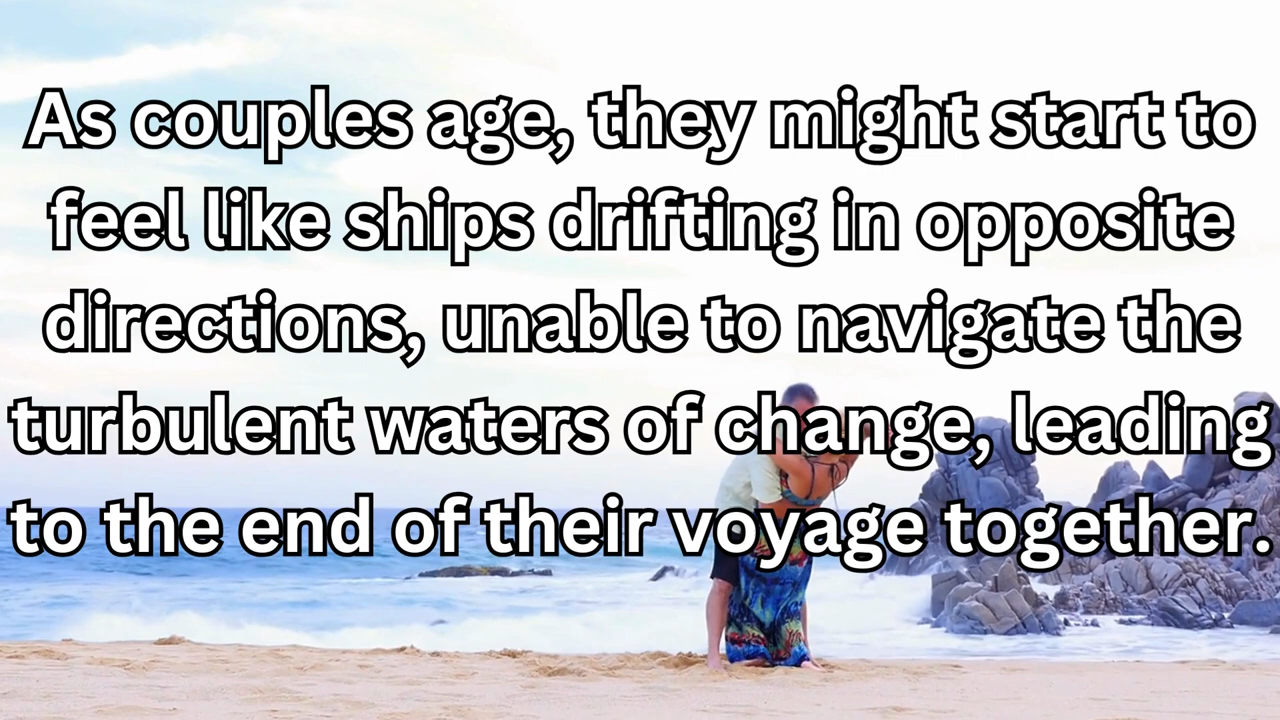 As couples age, they might start to
feel like ships drifting in opposite
directions, unable to navigate the
turbulent waters of change, leading
to the end of their voyage together.